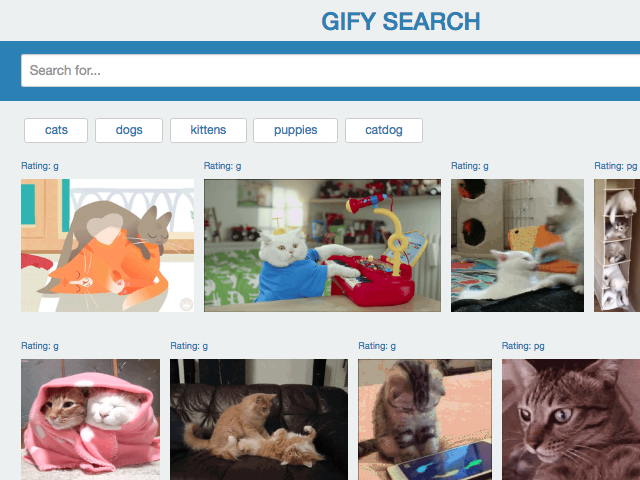 GIFY SEARCH
Search for...
cats
dogs
kittens
puppies
catdog
Rating: g
Rating: g
Rating: g
Rating: pg
Rating: g
Rating: g
Rating: g
Rating: pg